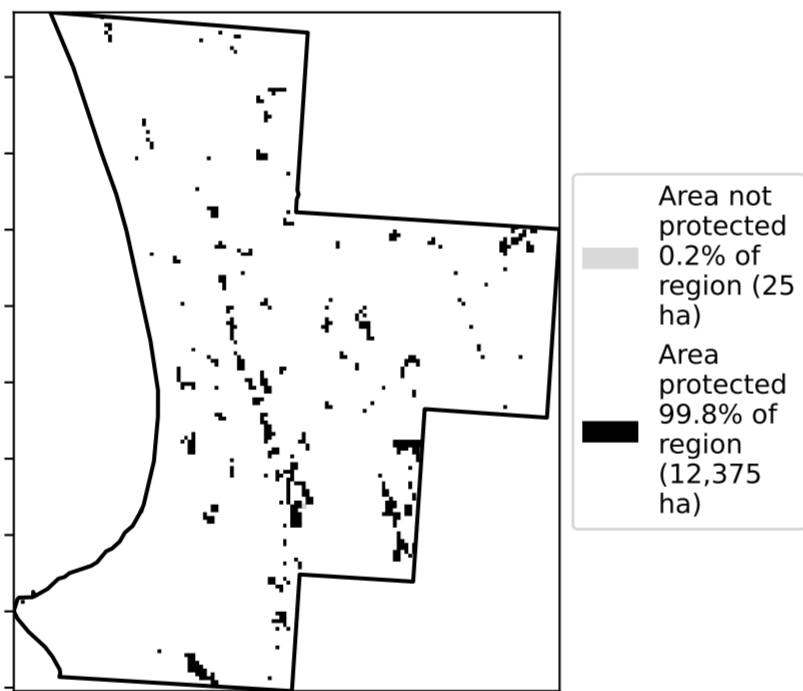 Area not
protected
0.2% of
region (25
ha)
Area
protected
99.8% of
region
(12,375
ha)